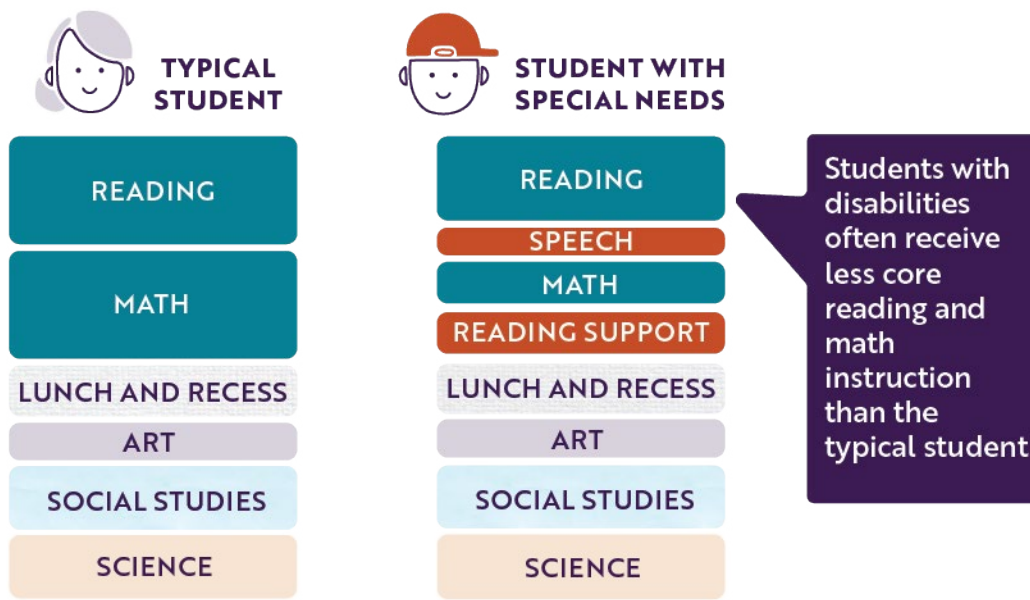 TYPICAL
STUDENT
READING
MATH
LUNCH AND RECESS
ART
SOCIAL STUDIES
SCIENCE
STUDENT WITH
SPECIAL NEEDS
READING
SPEECH
MATH
READING SUPPORT
LUNCH AND RECESS
ART
SOCIAL STUDIES
SCIENCE
Students with
disabilities
often receive
less core
reading and
math
instruction
than the
typical student